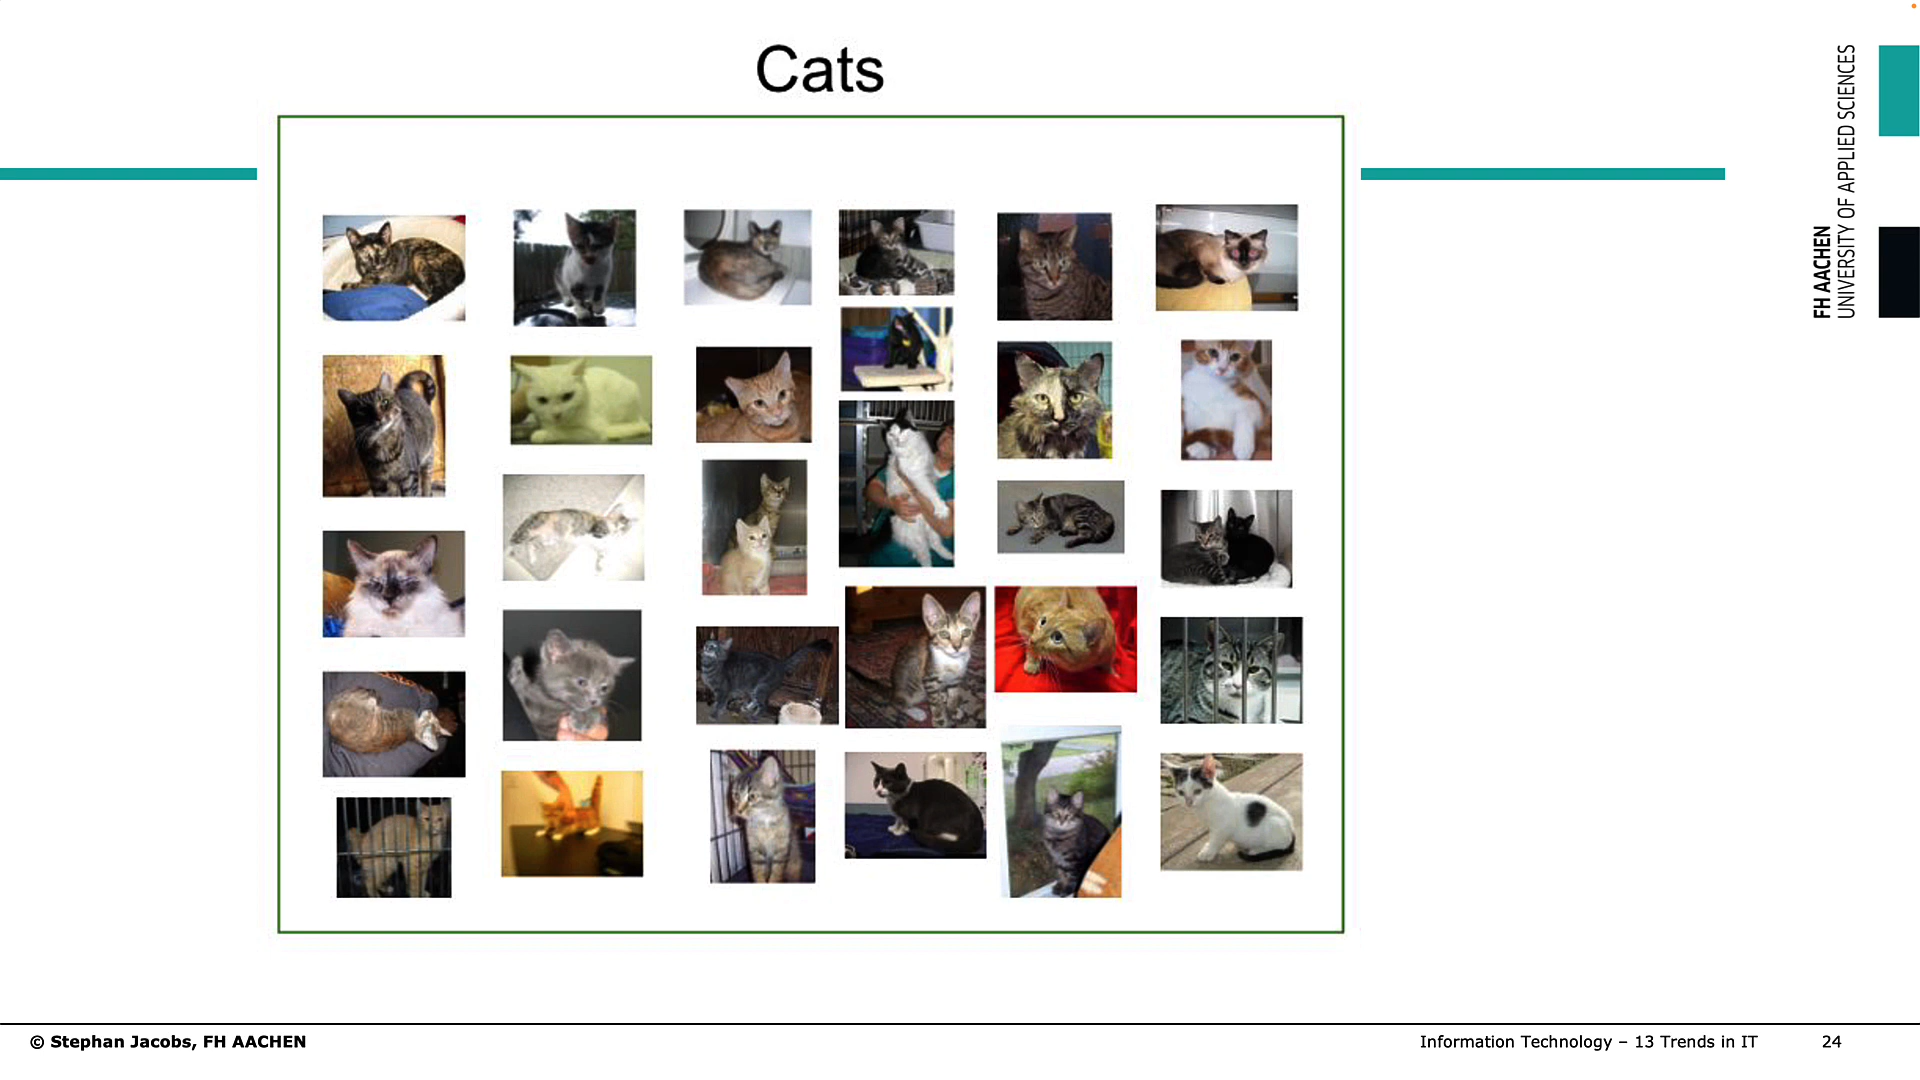 Cats
FH AACHEN
UNIVERSITY OF APPLIED SCIENCES
© Stephan Jacobs, FH AACHEN
Information Technology – 13 Trends in IT
24